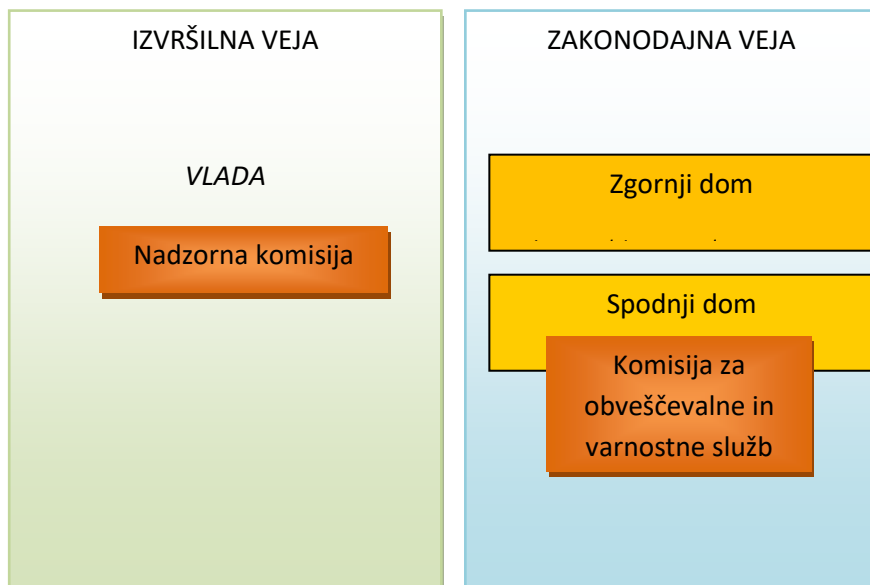 IZVRŠILNA VEJA
VLADA
Nadzorna komisija
ZAKONODAJNA VEJA
Zgornji dom
Spodnji dom
Komisija za
obveščevalne in
varnostne služb